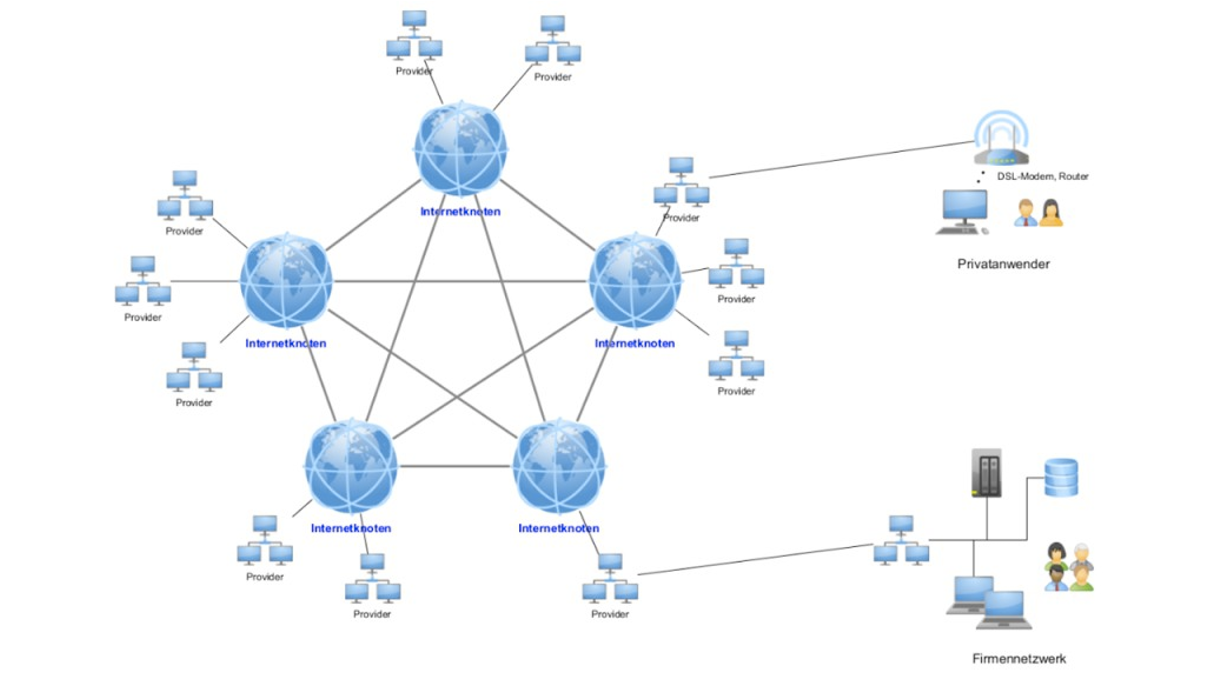 Provider
Provider
DSL-Modem, Router
Internetknoten
Provider
Provider
Privatanwender
Provider
Provider
Internetknoten
Internetknoten
Provider
Provider
Internetknoten
Internetknoten
Provider
Provider
Provider
Firmennetzwerk